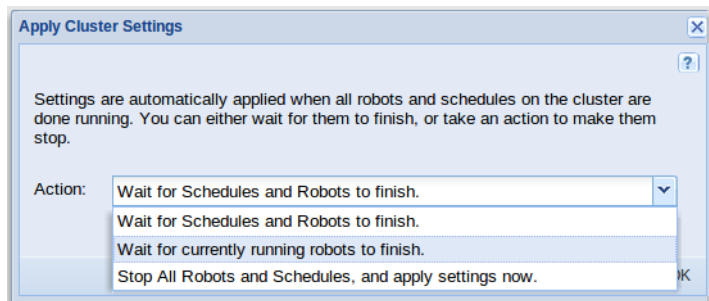 Apply Cluster Settings
?
Settings are automatically applied when all robots and schedules on the cluster are
done running. You can either wait for them to finish, or take an action to make them
stop.
Action: Wait for Schedules and Robots to finish.
Wait for Schedules and Robots to finish.
Wait for currently running robots to finish.
Stop All Robots and Schedules, and apply settings now.